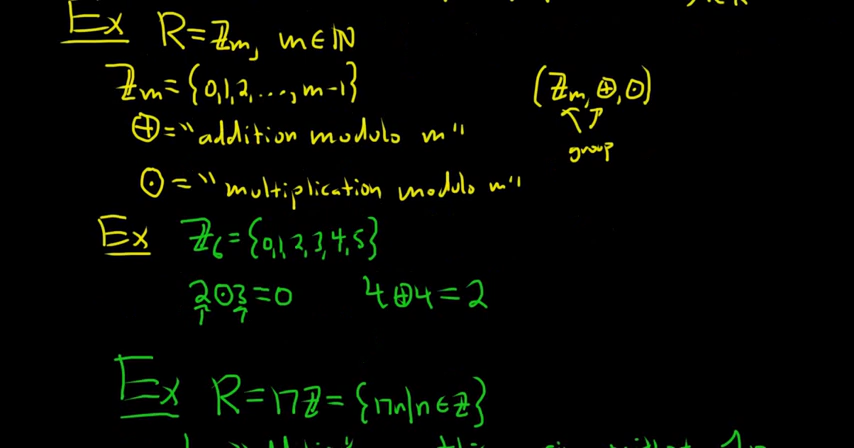 Ex R = ℤm, m ∈ ℕ
ℤm = {0,1,2, ..., m-1}
(ℤm, ⊕, ⊙)
group
⊕ = "addition modulo m"
⊙ = "multiplication modulo m"
Ex ℤ6 = {0,1,2,3,4,5}
2⊙3=0 4⊕4=2
Ex R = 17ℤ = {17n|n ∈ ℤ}